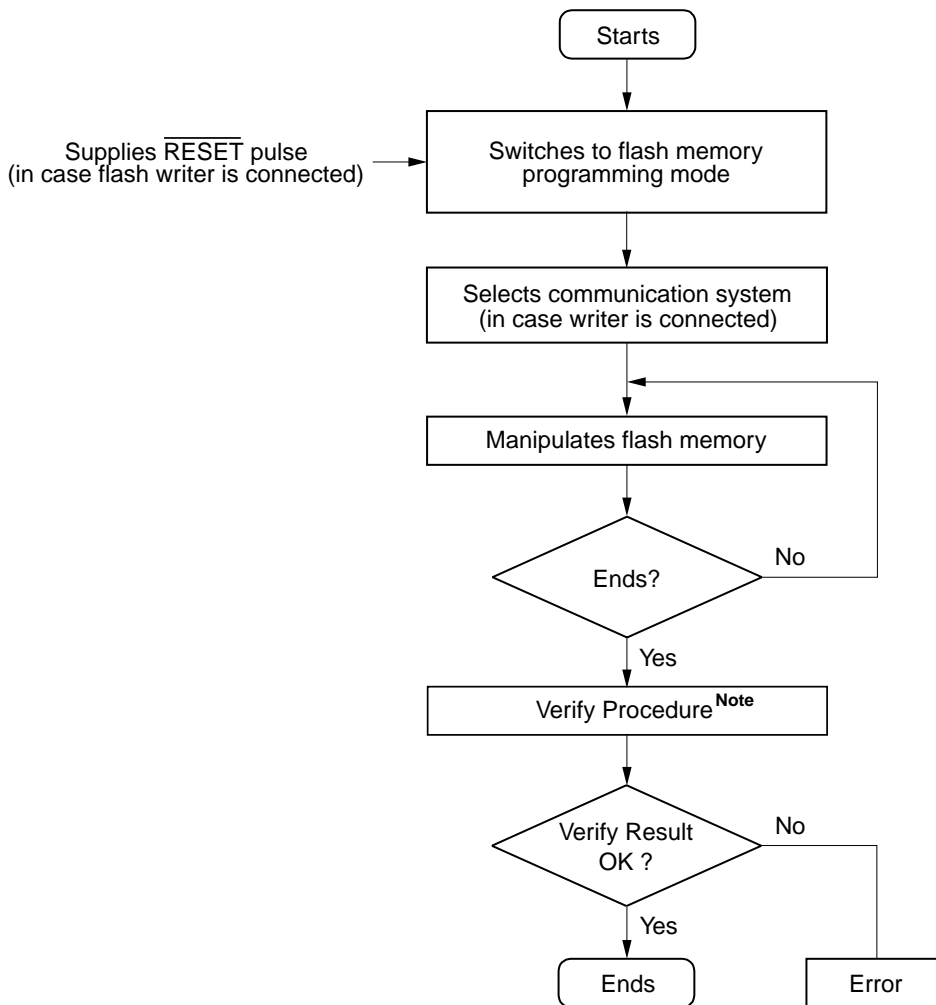 Starts
Supplies RESET pulse
(in case flash writer is connected)
Switches to flash memory
programming mode
Selects communication system
(in case writer is connected)
Manipulates flash memory
Ends?
No
Yes
Verify Procedure Note
Verify Result
OK ?
No
Yes
Ends
Error